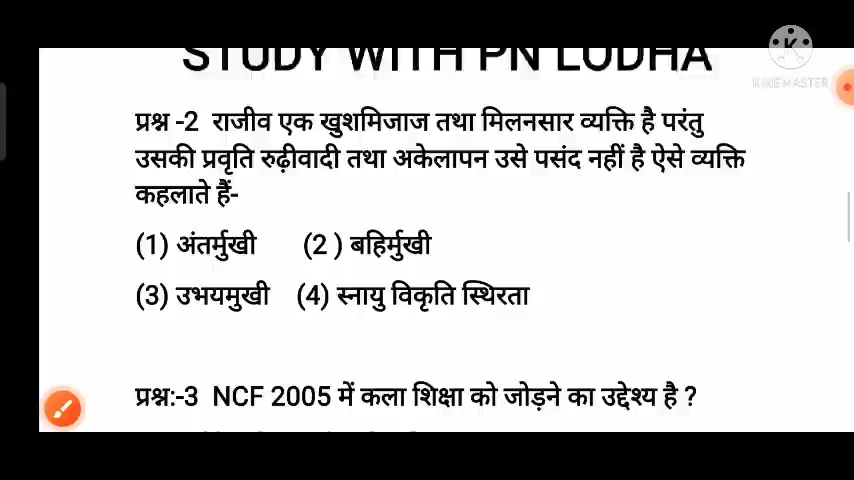 STUDY WITH PN LODHA
KINEMASTER
प्रश्न -2 राजीव एक खुशमिजाज तथा मिलनसार व्यक्ति है परंतु
उसकी प्रवृति रुढ़ीवादी तथा अकेलापन उसे पसंद नहीं है ऐसे व्यक्ति
कहलाते हैं-
(1) अंतर्मुखी (2 ) बहिर्मुखी
(3) उभयमुखी (4) स्नायु विकृति स्थिरता
प्रश्न:-3 NCF 2005 में कला शिक्षा को जोड़ने का उद्देश्य है ?